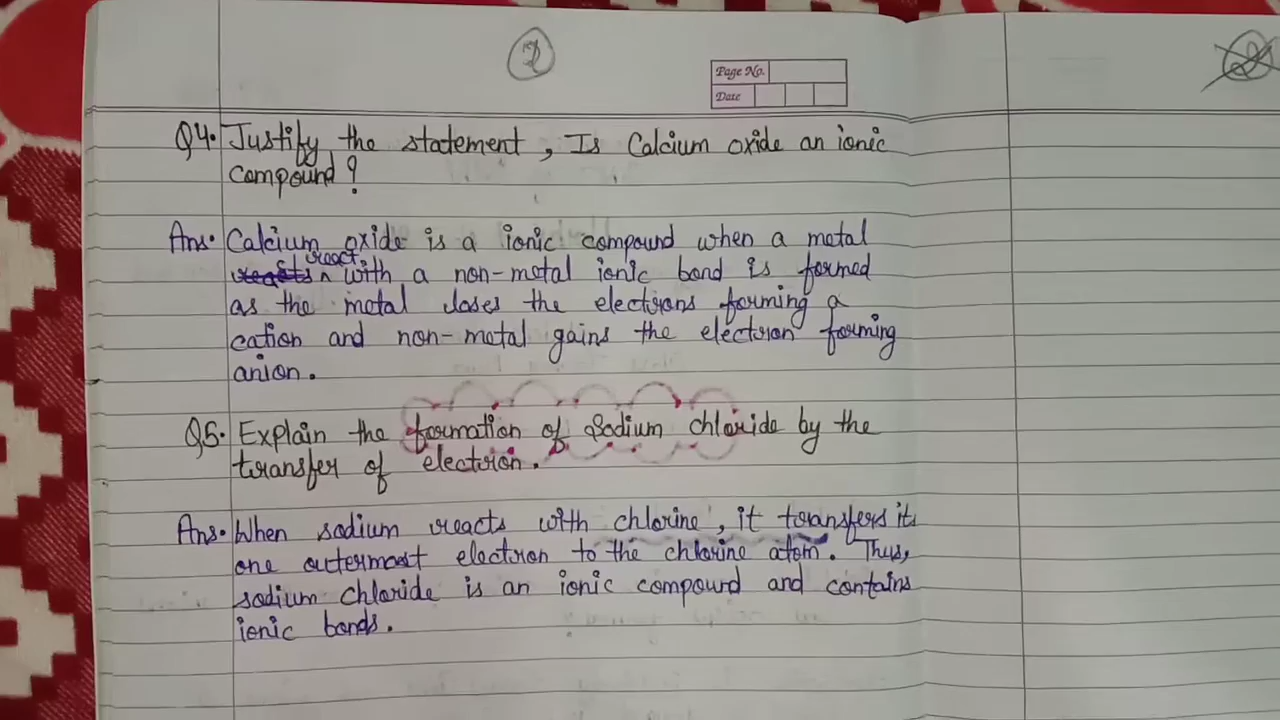 2
Page No.
Date
Q4. Justify the statement, Is Calcium oxide an ionic
compound?
Ans. Calcium oxide is a ionic compound when a metal
react
with a non-metal ionic bond is formed
as the metal loses the electrons forming a
cation and non-metal gains the electron forming
anion.
Q5. Explain the formation of Sodium chloride by the
transfer of electron.
Ans. When sodium reacts with chlorine, it transfers its
one outermost electron to the chlorine atom. Thus,
sodium chloride is an ionic compound and contains
ionic bonds.